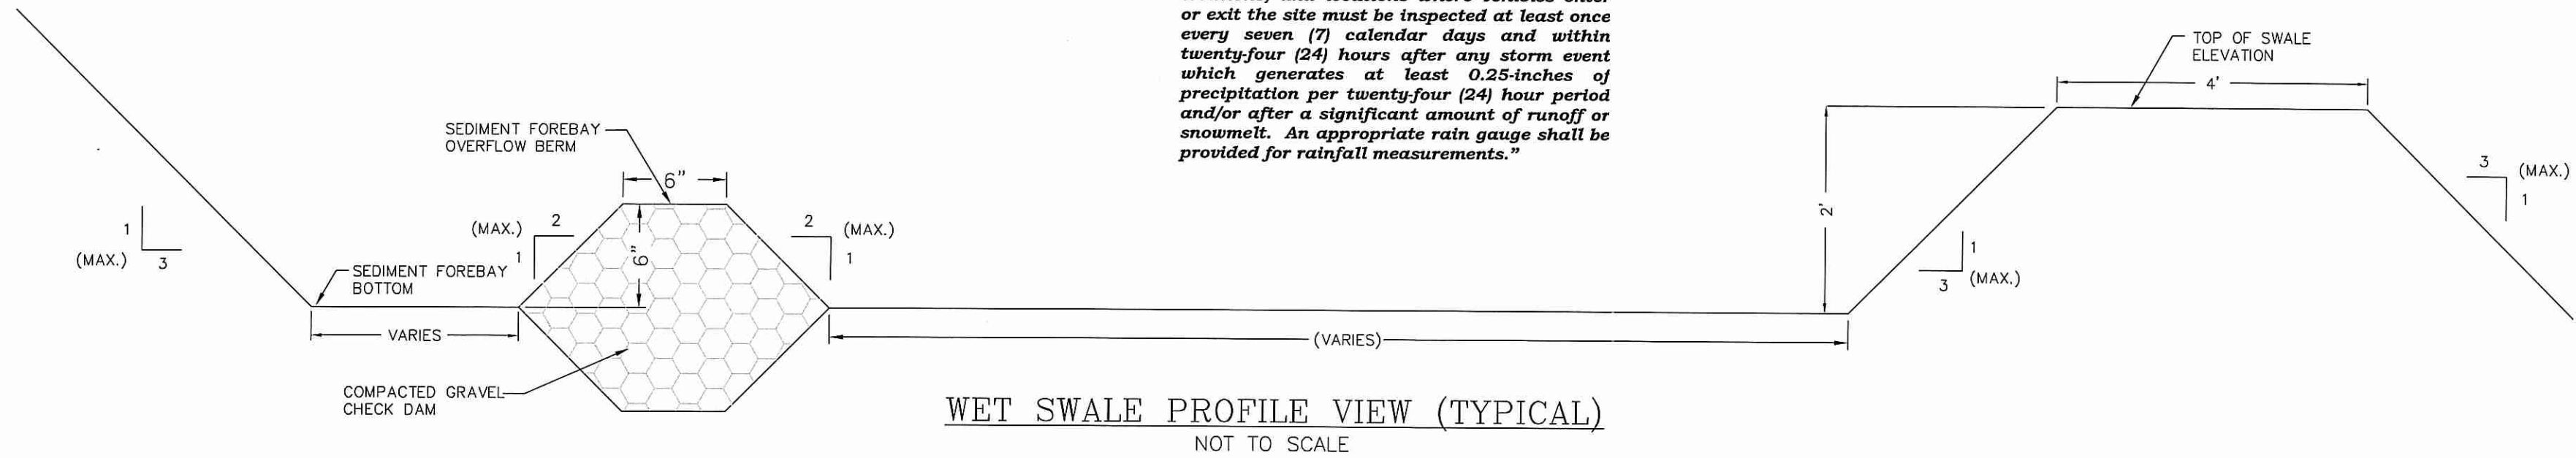 or exit the site must be inspected at least once
every seven (7) calendar days and within
twenty-four (24) hours after any storm event
which generates at least 0.25-inches of
precipitation per twenty-four (24) hour period
and/or after a significant amount of runoff or
snowmelt. An appropriate rain gauge shall be
provided for rainfall measurements.”
TOP OF SWALE
ELEVATION
4'
SEDIMENT FOREBAY
OVERFLOW BERM
6"
3
(MAX.)
1
2'
(MAX.)
2
1
6"
2
(MAX.)
1
1
(MAX.)
3
1
3
(MAX.)
SEDIMENT FOREBAY
BOTTOM
VARIES
(VARIES)
COMPACTED GRAVEL
CHECK DAM
WET SWALE PROFILE VIEW (TYPICAL)
NOT TO SCALE